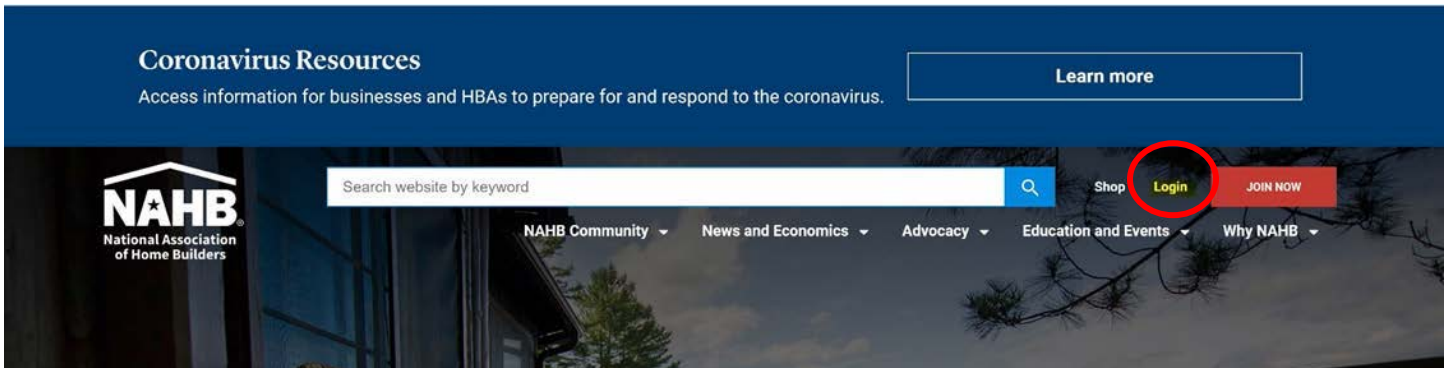 Coronavirus Resources
Access information for businesses and HBAs to prepare for and respond to the coronavirus.
Learn more
NAHB®
National Association
of Home Builders
Search website by keyword
Shop
Login
JOIN NOW
NAHB Community
News and Economics
Advocacy
Education and Events
Why NAHB